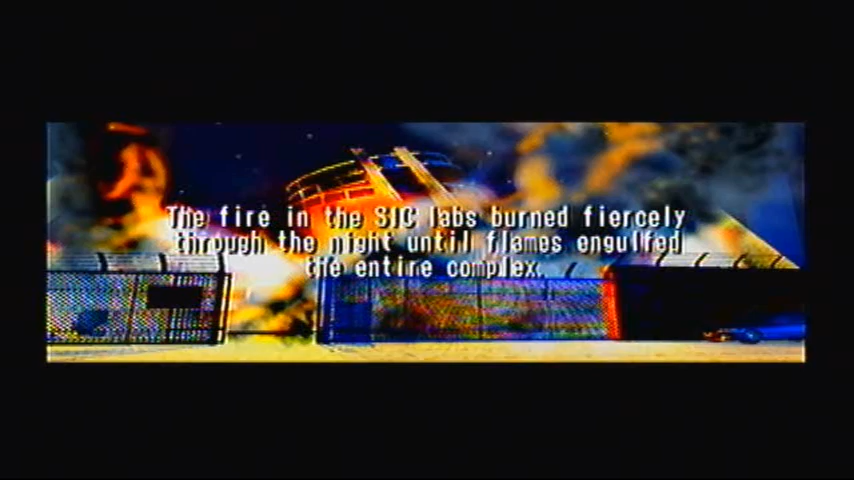 The fire in the SIC labs burned fiercely
through the night until flames engulfed
the entire complex.